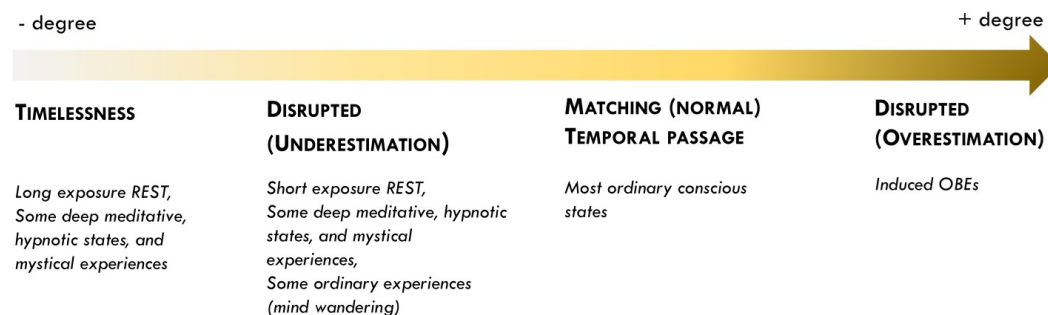 - degree
+ degree
TIMELESSNESS
Long exposure REST,
Some deep meditative,
hypnotic states, and
mystical experiences
DISRUPTED
(UNDERESTIMATION)
Short exposure REST,
Some deep meditative, hypnotic
states, and mystical
experiences,
Some ordinary experiences
(mind wandering)
MATCHING (NORMAL)
TEMPORAL PASSAGE
Most ordinary conscious
states
DISRUPTED
(OVERESTIMATION)
Induced OBEs